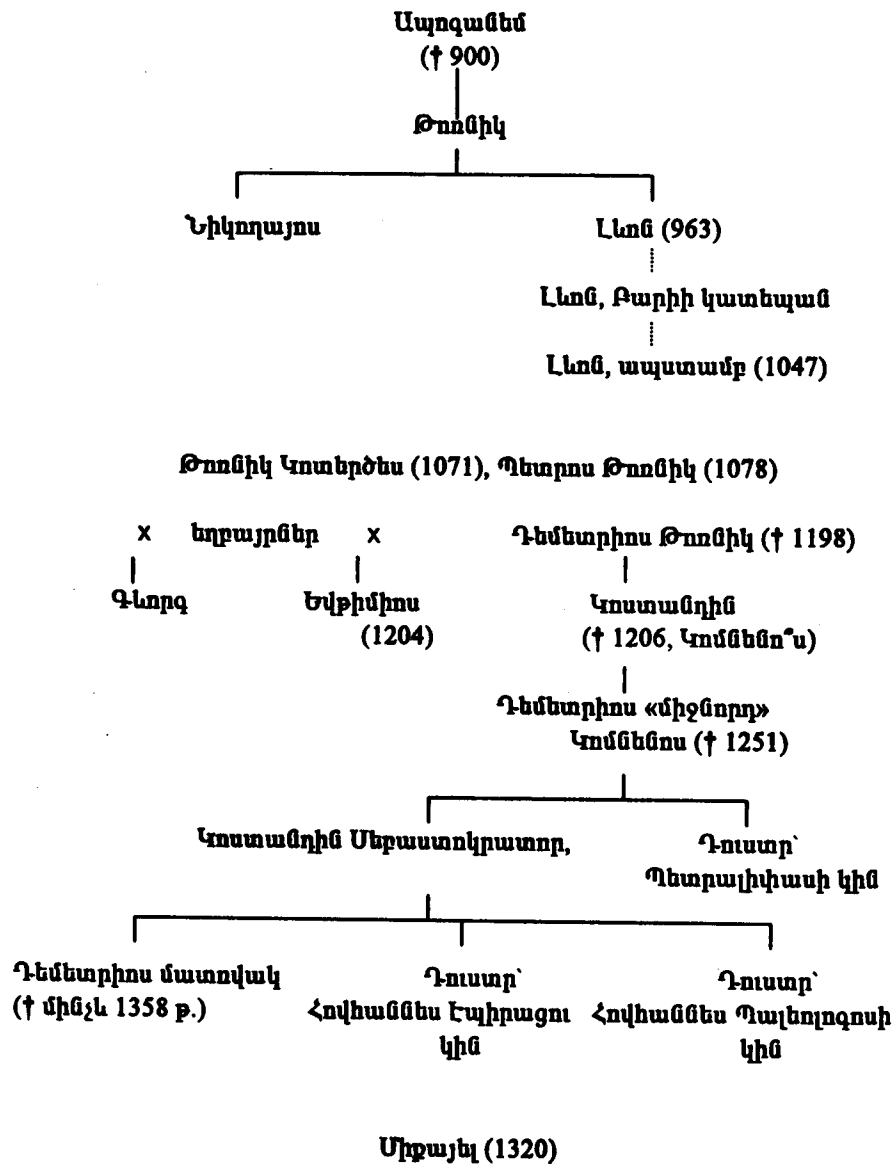 Ապոգանեմ
(† 900)
Թոռնիկ
Նիկողայոս Լևոն (963)
Լևոն, Բարիի կատեպան
Լևոն, ապստամբ (1047)
Թոռնիկ Կոտերծես (1071), Պետրոս Թոռնիկ (1078)
x եղբայրներ x Դեմետրիոս Թոռնիկ († 1198)
Գևորգ Եվթիմիոս Կոստանդին
(1204) († 1206, Կոմնենո՞ս)
Դեմետրիոս «միջնորդ»
Կոմնենոս († 1251)
Կոստանդին Սեբաստոկրատոր, Դուստր՝
Պետրալիփասի կին
Դեմետրիոս մատռվակ Դուստր՝ Դուստր՝
(† մինչև 1358 թ.) Հովհաննես Էպիրացու Հովհաննես Պալեոլոգոսի
կին կին
Միքայել (1320)